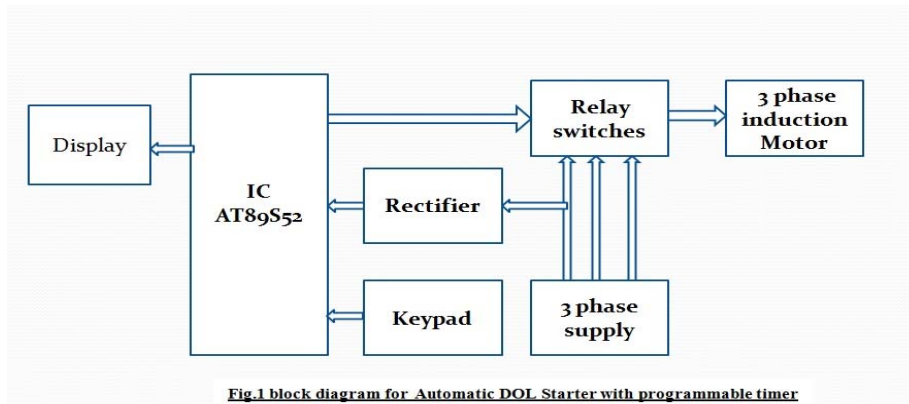 Display
IC
AT89S52
Relay
switches
3 phase
induction
Motor
Rectifier
Keypad
3 phase
supply
Fig.1 block diagram for Automatic DOL Starter with programmable timer